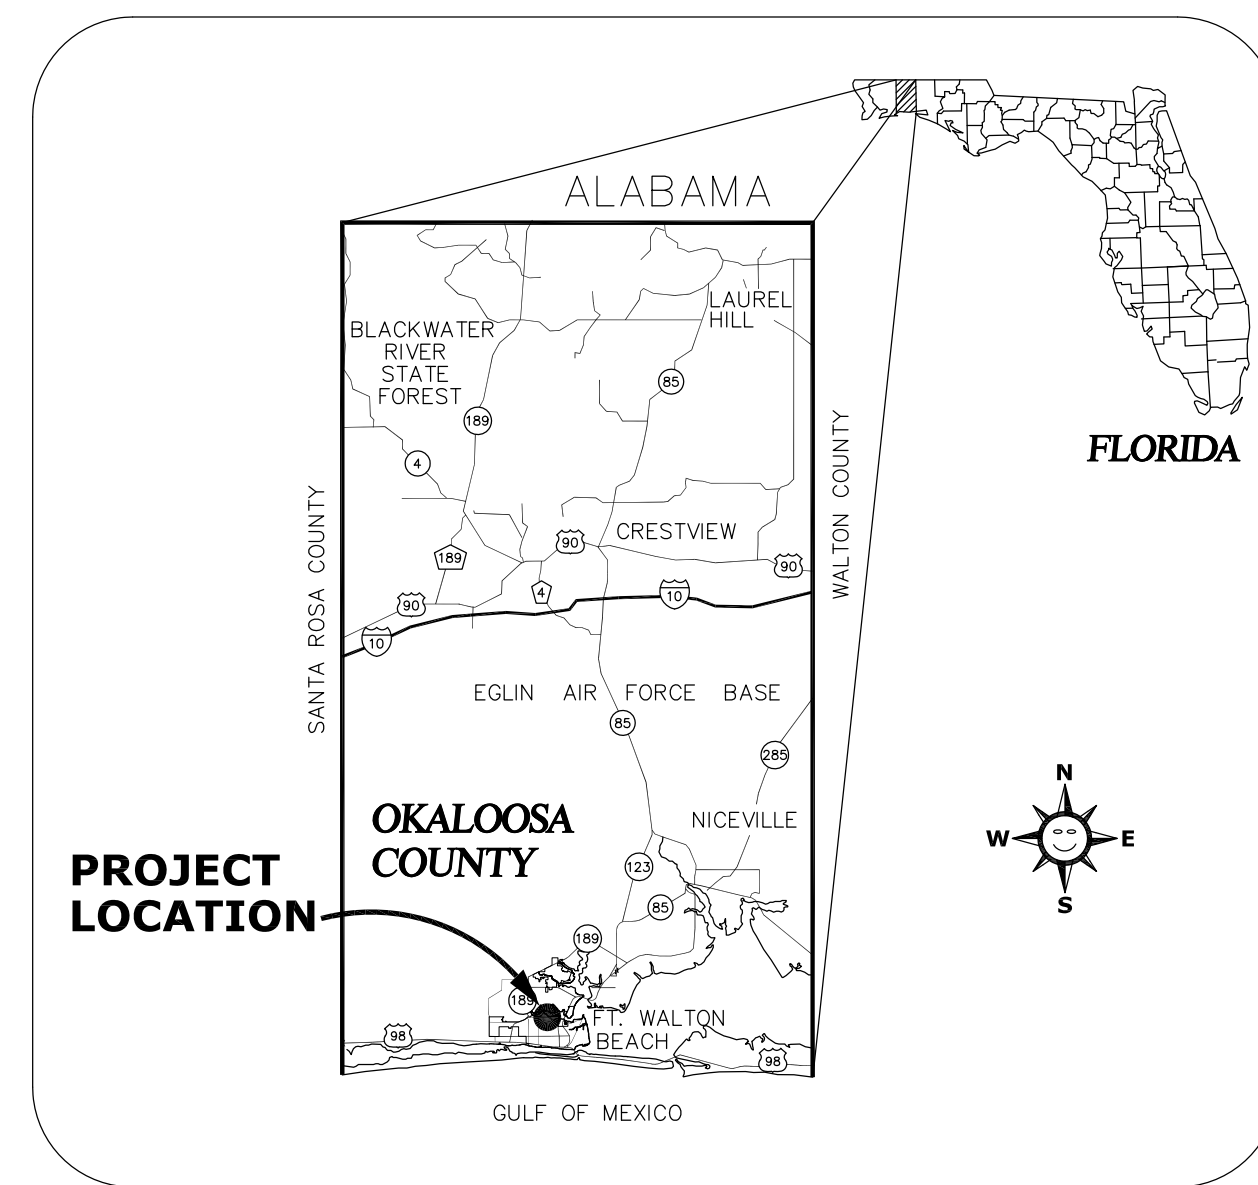 ALABAMA
LAUREL
HILL
BLACKWATER
RIVER
STATE
FOREST
85
189
4
FLORIDA
WALTON COUNTY
SANTA ROSA COUNTY
CRESTVIEW
90
189
90
4
10
90
10
EGLIN AIR FORCE BASE
85
285
N
W
E
S
OKALOOSA
COUNTY
NICEVILLE
PROJECT
LOCATION
123
85
189
189
FT. WALTON
BEACH
98
98
GULF OF MEXICO